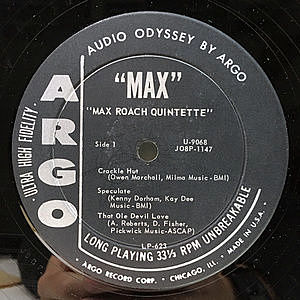 AUDIO ODYSSEY BY ARGO
ULTRA HIGH FIDELITY
ARGO
"MAX"
"MAX ROACH QUINTETTE"
Side 1
U-9068
JO8P-1147
Crackle Hut
(Owen Marchall, Milma Music-BMI)
Speculate
(Kenny Dorham, Kay Dee
Music-BMI)
That Ole Devil Love
(A. Roberts, D. Fisher,
Pickwick Music-ASCAP)
LP-623
LONG PLAYING 33⅓ RPM UNBREAKABLE
ARGO RECORD CORP. · CHICAGO, ILL. · MADE IN U.S.A.